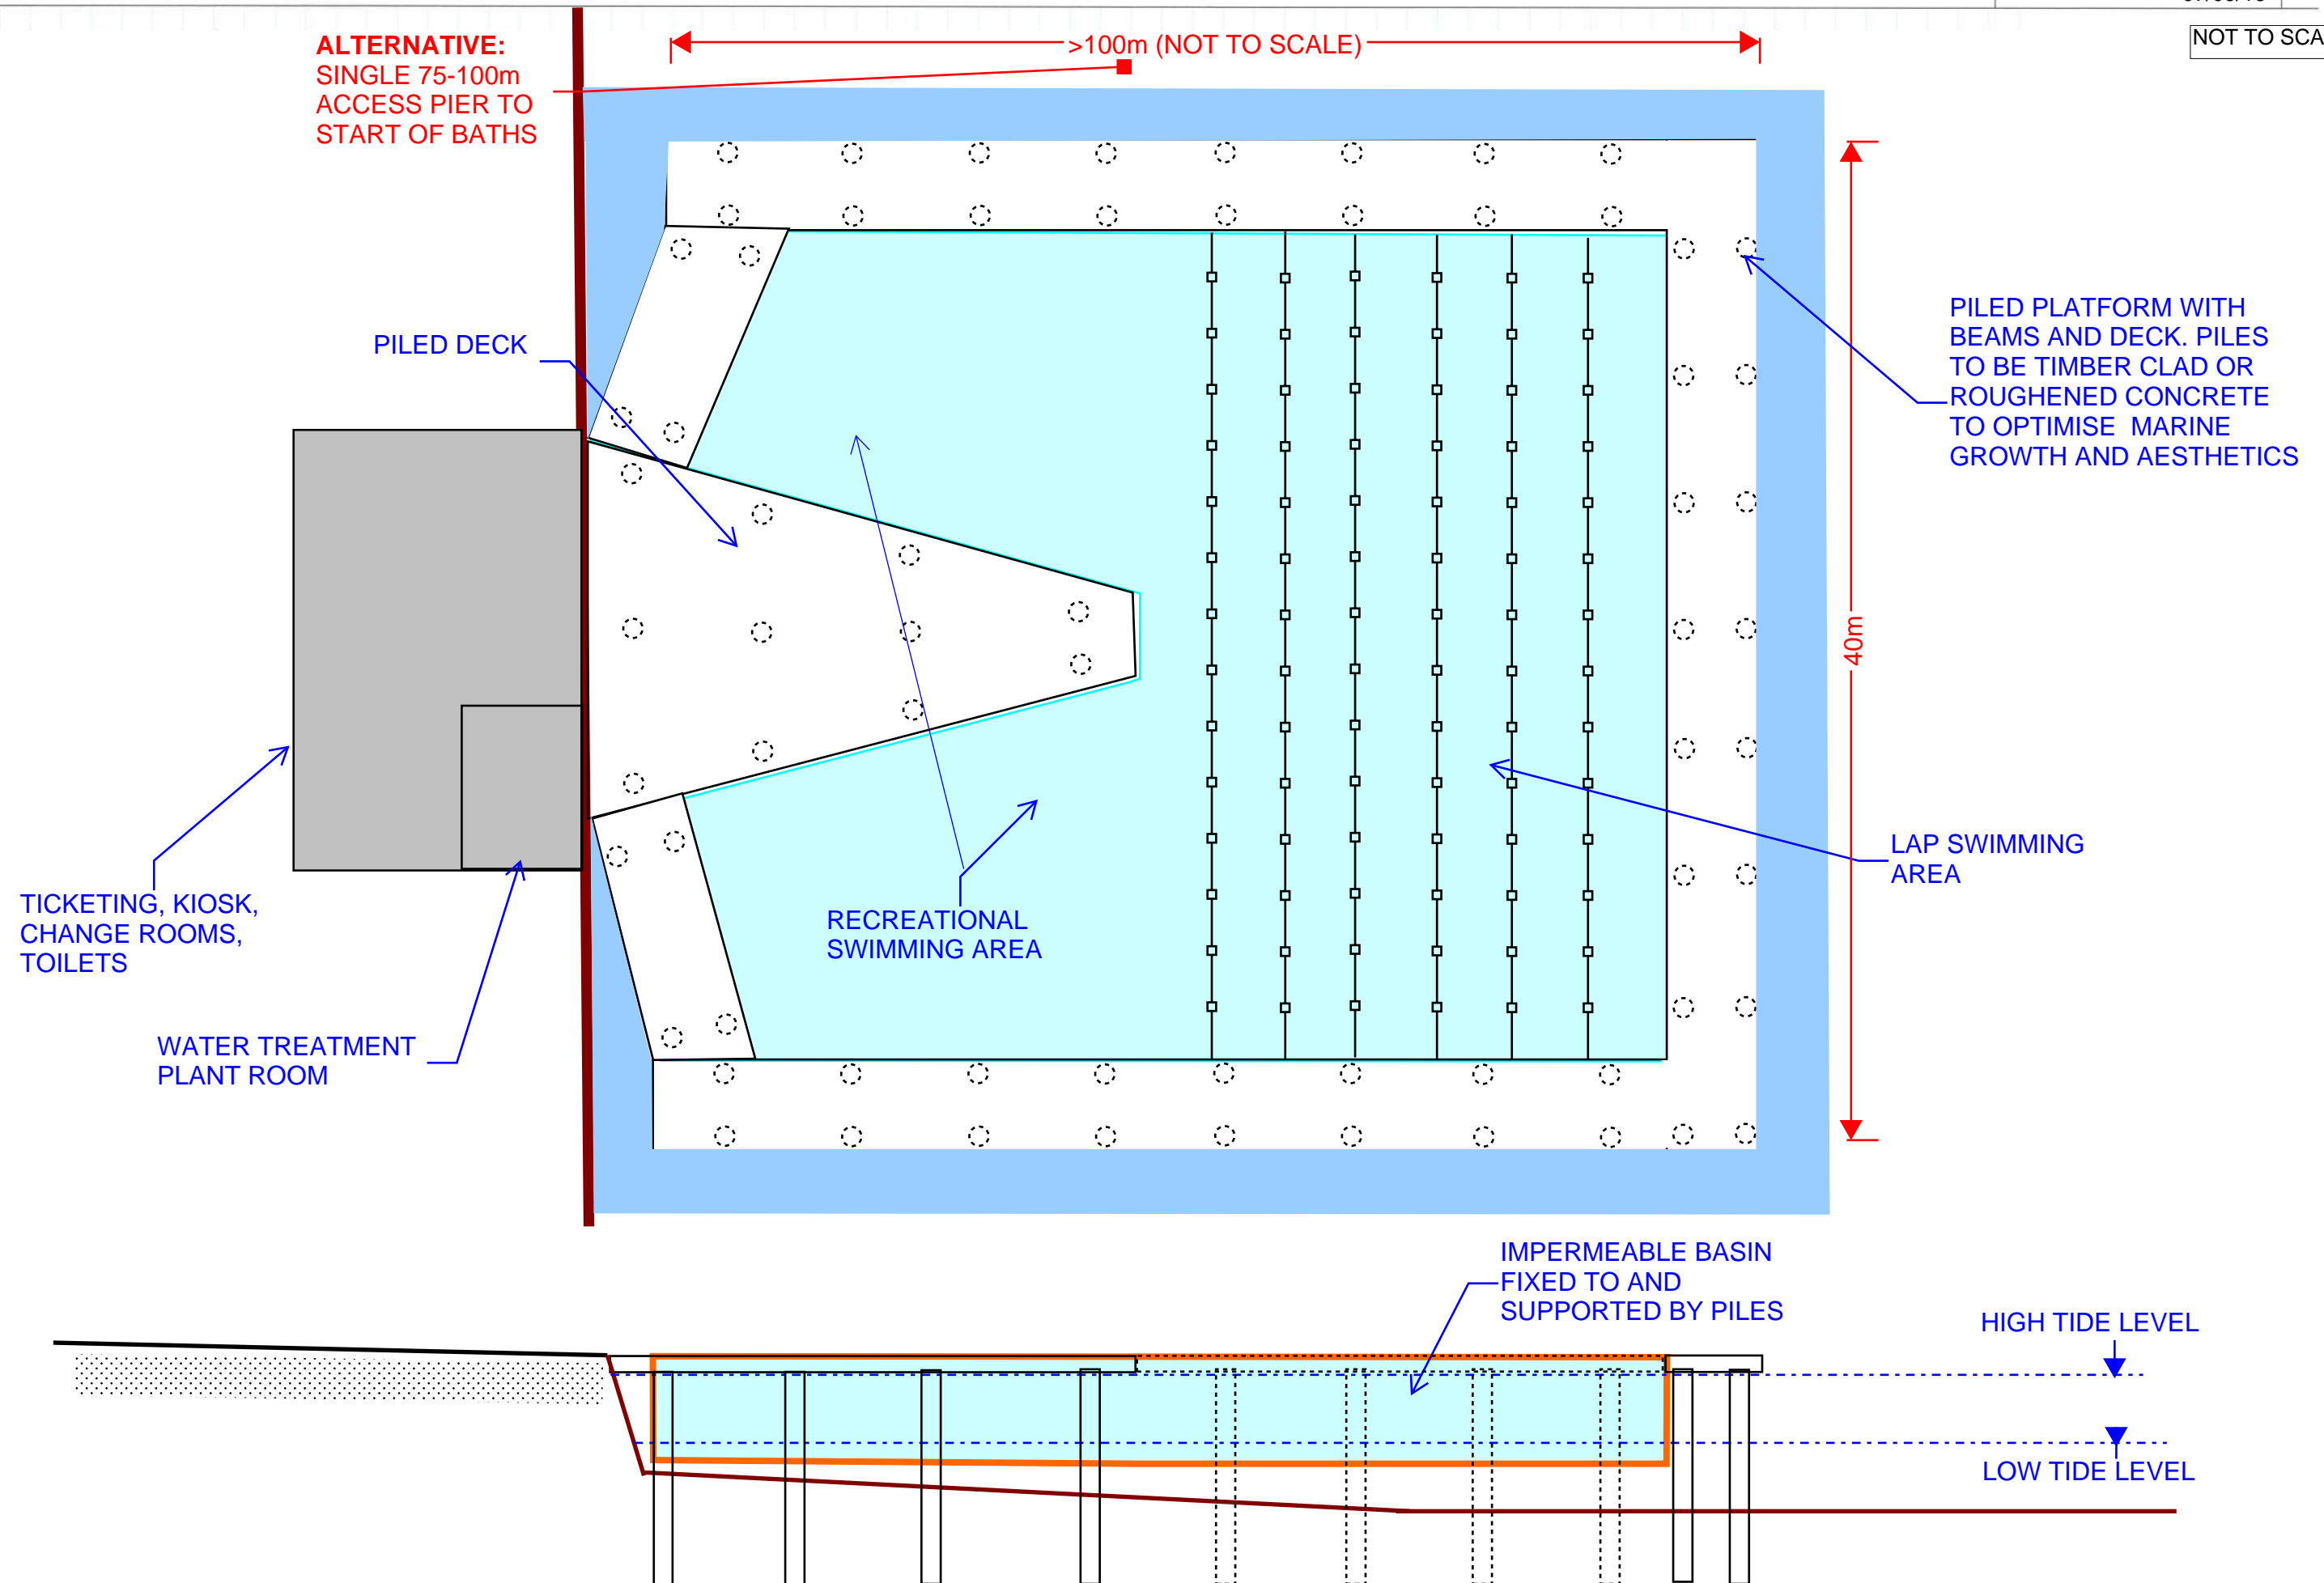 NOT TO SCA
ALTERNATIVE:
SINGLE 75-100m
ACCESS PIER TO
START OF BATHS
>100m (NOT TO SCALE)
PILED DECK
PILED PLATFORM WITH
BEAMS AND DECK. PILES
TO BE TIMBER CLAD OR
ROUGHENED CONCRETE
TO OPTIMISE MARINE
GROWTH AND AESTHETICS
40m
LAP SWIMMING
AREA
TICKETING, KIOSK,
CHANGE ROOMS,
TOILETS
RECREATIONAL
SWIMMING AREA
WATER TREATMENT
PLANT ROOM
IMPERMEABLE BASIN
FIXED TO AND
SUPPORTED BY PILES
HIGH TIDE LEVEL
LOW TIDE LEVEL